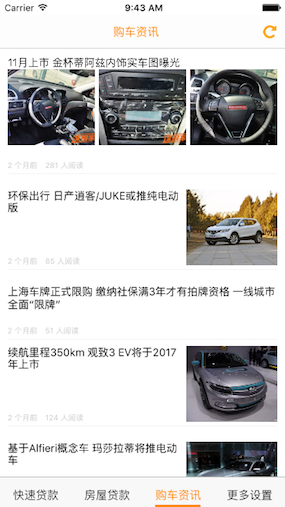 Carrier 9:43 AM
购车资讯
11月上市 金杯蒂阿兹内饰实车图曝光
2 个月前 281 人阅读
环保出行 日产逍客/JUKE或推纯电动
版
2 个月前 85 人阅读
上海车牌正式限购 缴纳社保满3年才有拍牌资格 一线城市
全面“限牌”
2 个月前 51 人阅读
续航里程350km 观致3 EV将于2017
年上市
2 个月前 124 人阅读
基于Alfieri概念车 玛莎拉蒂将推电动
车
快速贷款 房屋贷款 购车资讯 更多设置